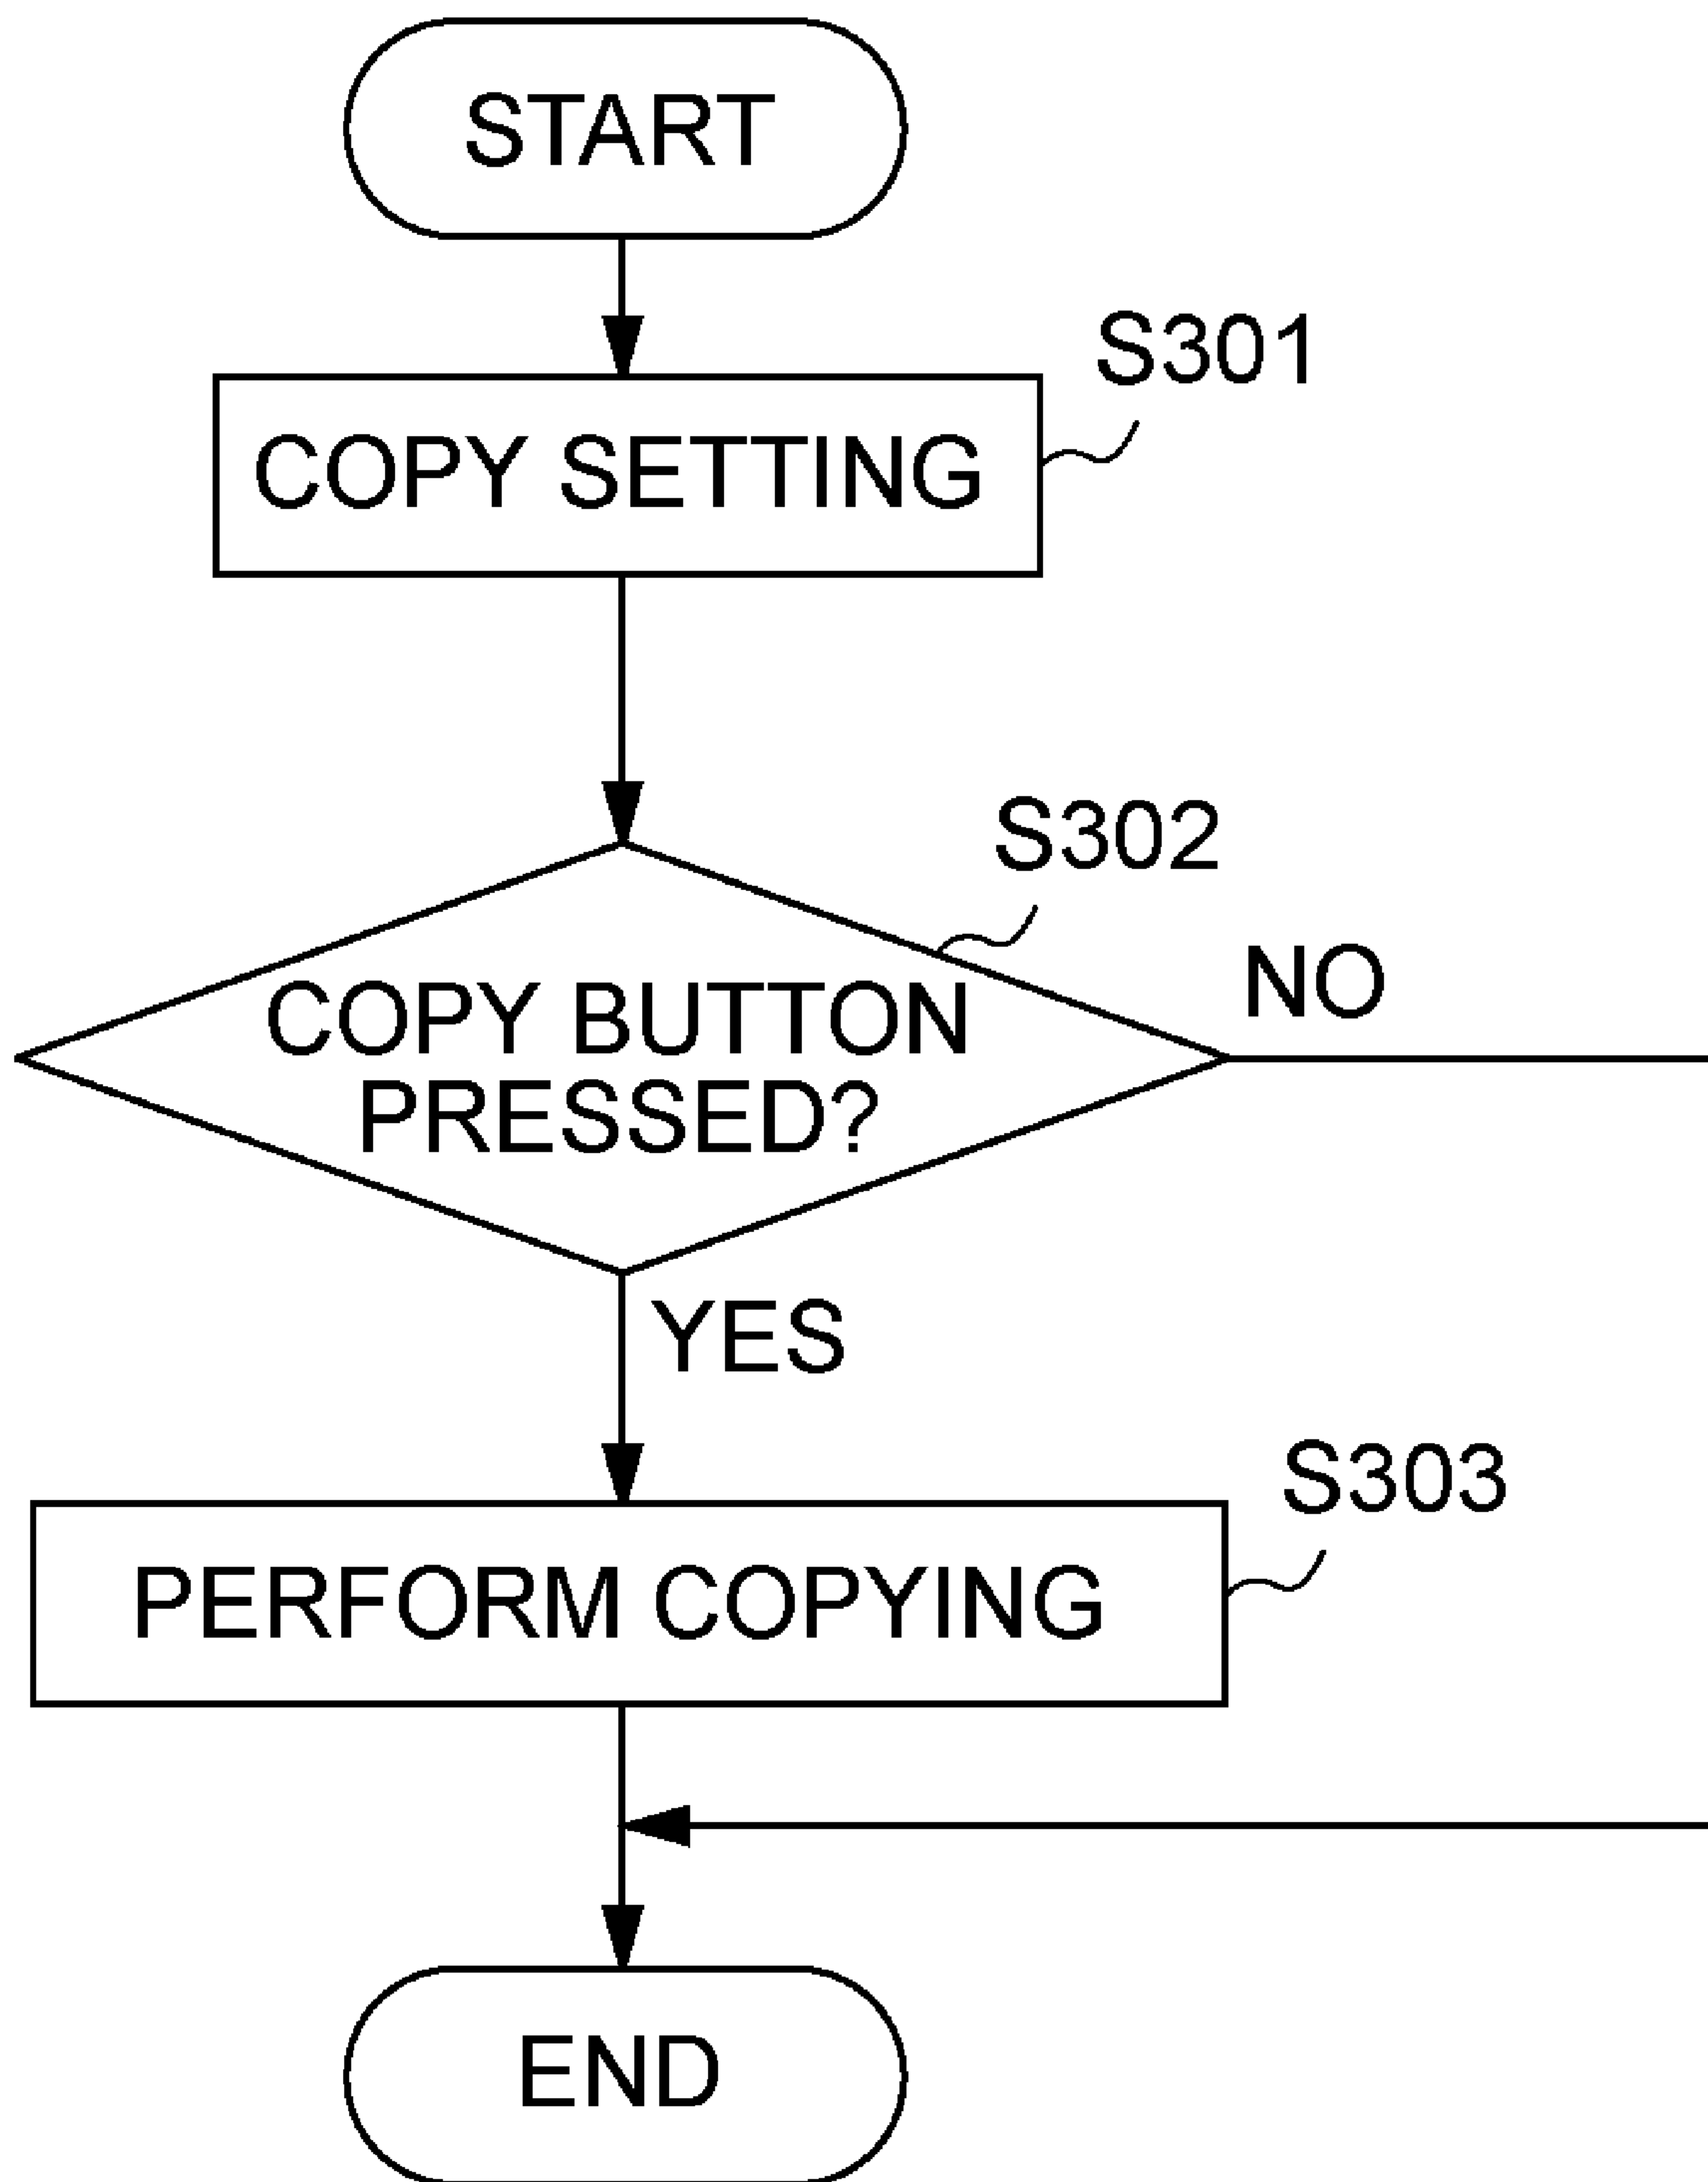 START
S301
COPY SETTING
S302
NO
COPY BUTTON
PRESSED?
YES
S303
PERFORM COPYING
END